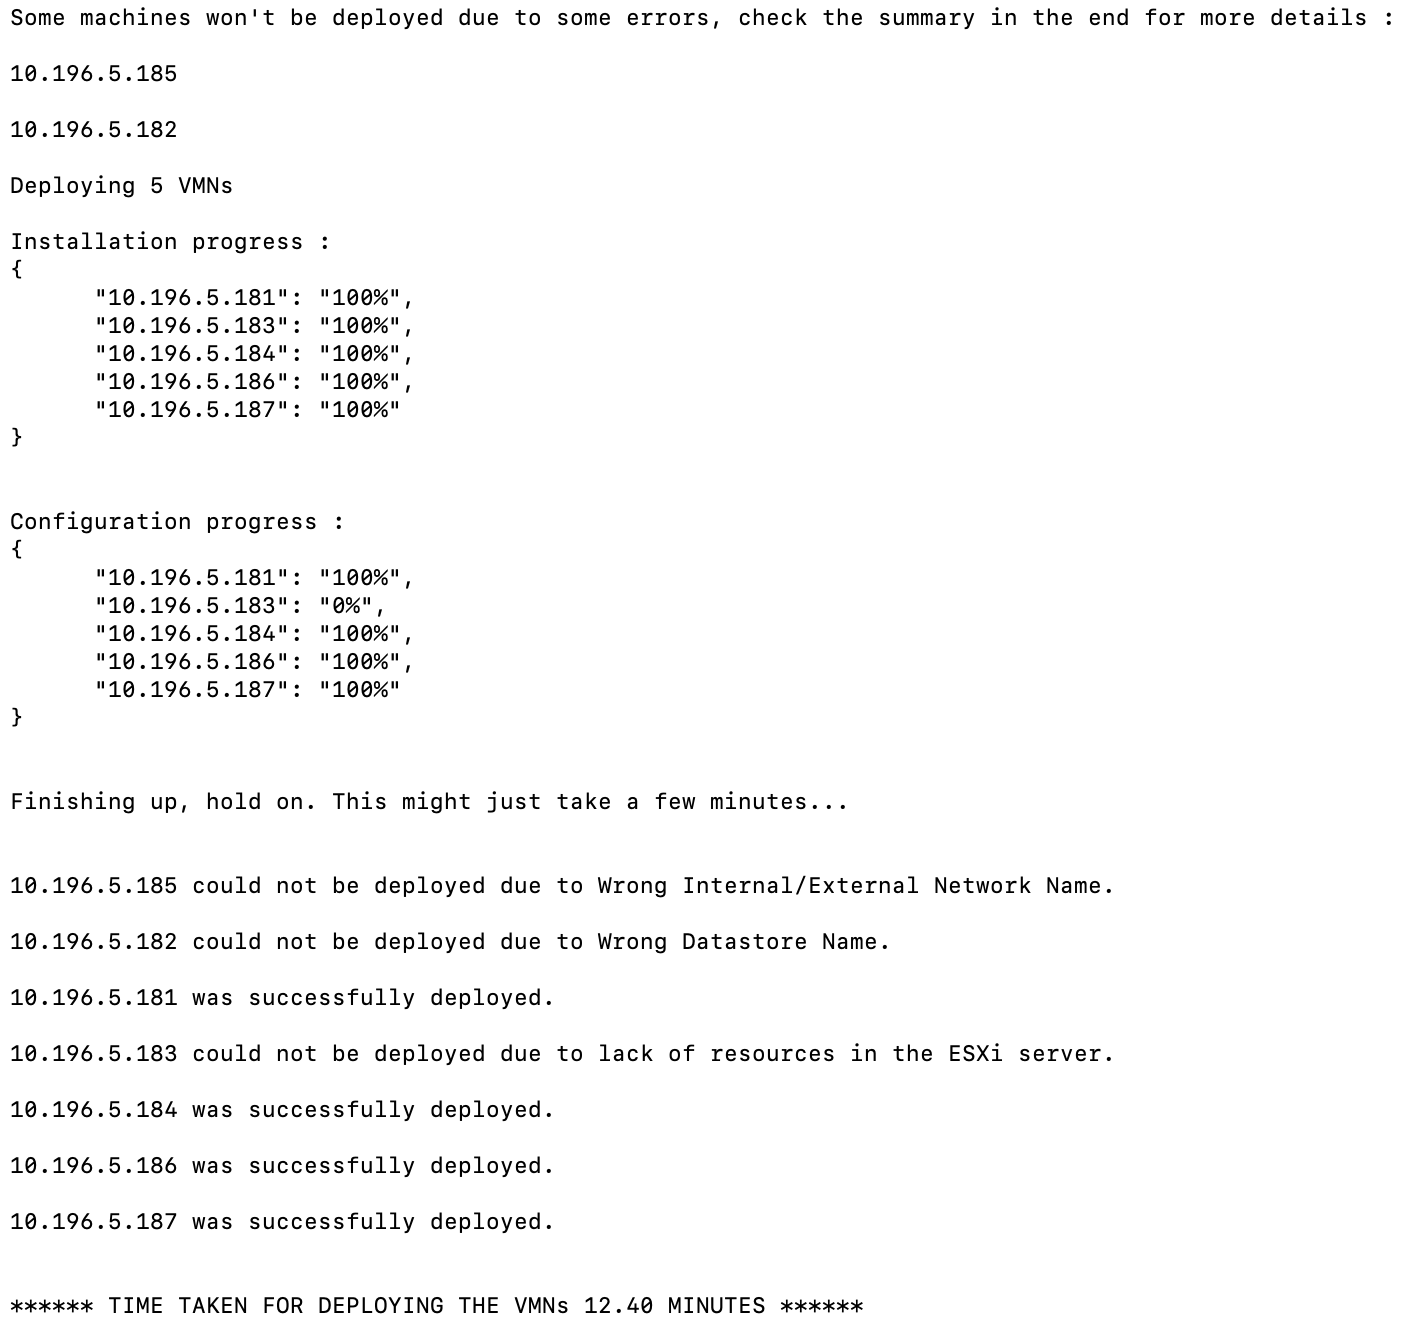 Some machines won't be deployed due to some errors, check the summary in the end for more details :
10.196.5.185
10.196.5.182
Deploying 5 VMNs
Installation progress :
{
"10.196.5.181": "100%",
"10.196.5.183": "100%",
"10.196.5.184": "100%",
"10.196.5.186": "100%",
"10.196.5.187": "100%"
}
Configuration progress :
{
"10.196.5.181": "100%",
"10.196.5.183": "0%",
"10.196.5.184": "100%",
"10.196.5.186": "100%",
"10.196.5.187": "100%"
}
Finishing up, hold on. This might just take a few minutes...
10.196.5.185 could not be deployed due to Wrong Internal/External Network Name.
10.196.5.182 could not be deployed due to Wrong Datastore Name.
10.196.5.181 was successfully deployed.
10.196.5.183 could not be deployed due to lack of resources in the ESXi server.
10.196.5.184 was successfully deployed.
10.196.5.186 was successfully deployed.
10.196.5.187 was successfully deployed.
****** TIME TAKEN FOR DEPLOYING THE VMNs 12.40 MINUTES ******